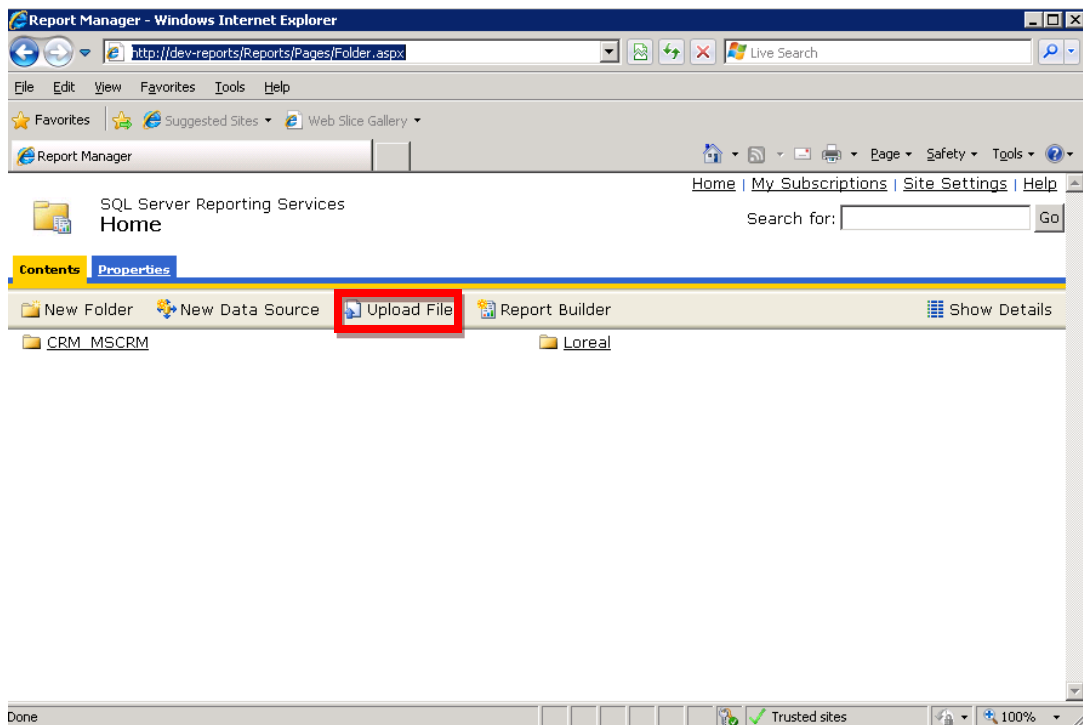 Report Manager - Windows Internet Explorer
http://dev-reports/Reports/Pages/Folder.aspx
Live Search
File Edit View Favorites Tools Help
Favorites Suggested Sites Web Slice Gallery
Report Manager Page Safety Tools
Home | My Subscriptions | Site Settings | Help
SQL Server Reporting Services
Home
Search for: Go
Contents Properties
New Folder New Data Source Upload File Report Builder Show Details
CRM_MSCRM Loreal
Done Trusted sites 100%